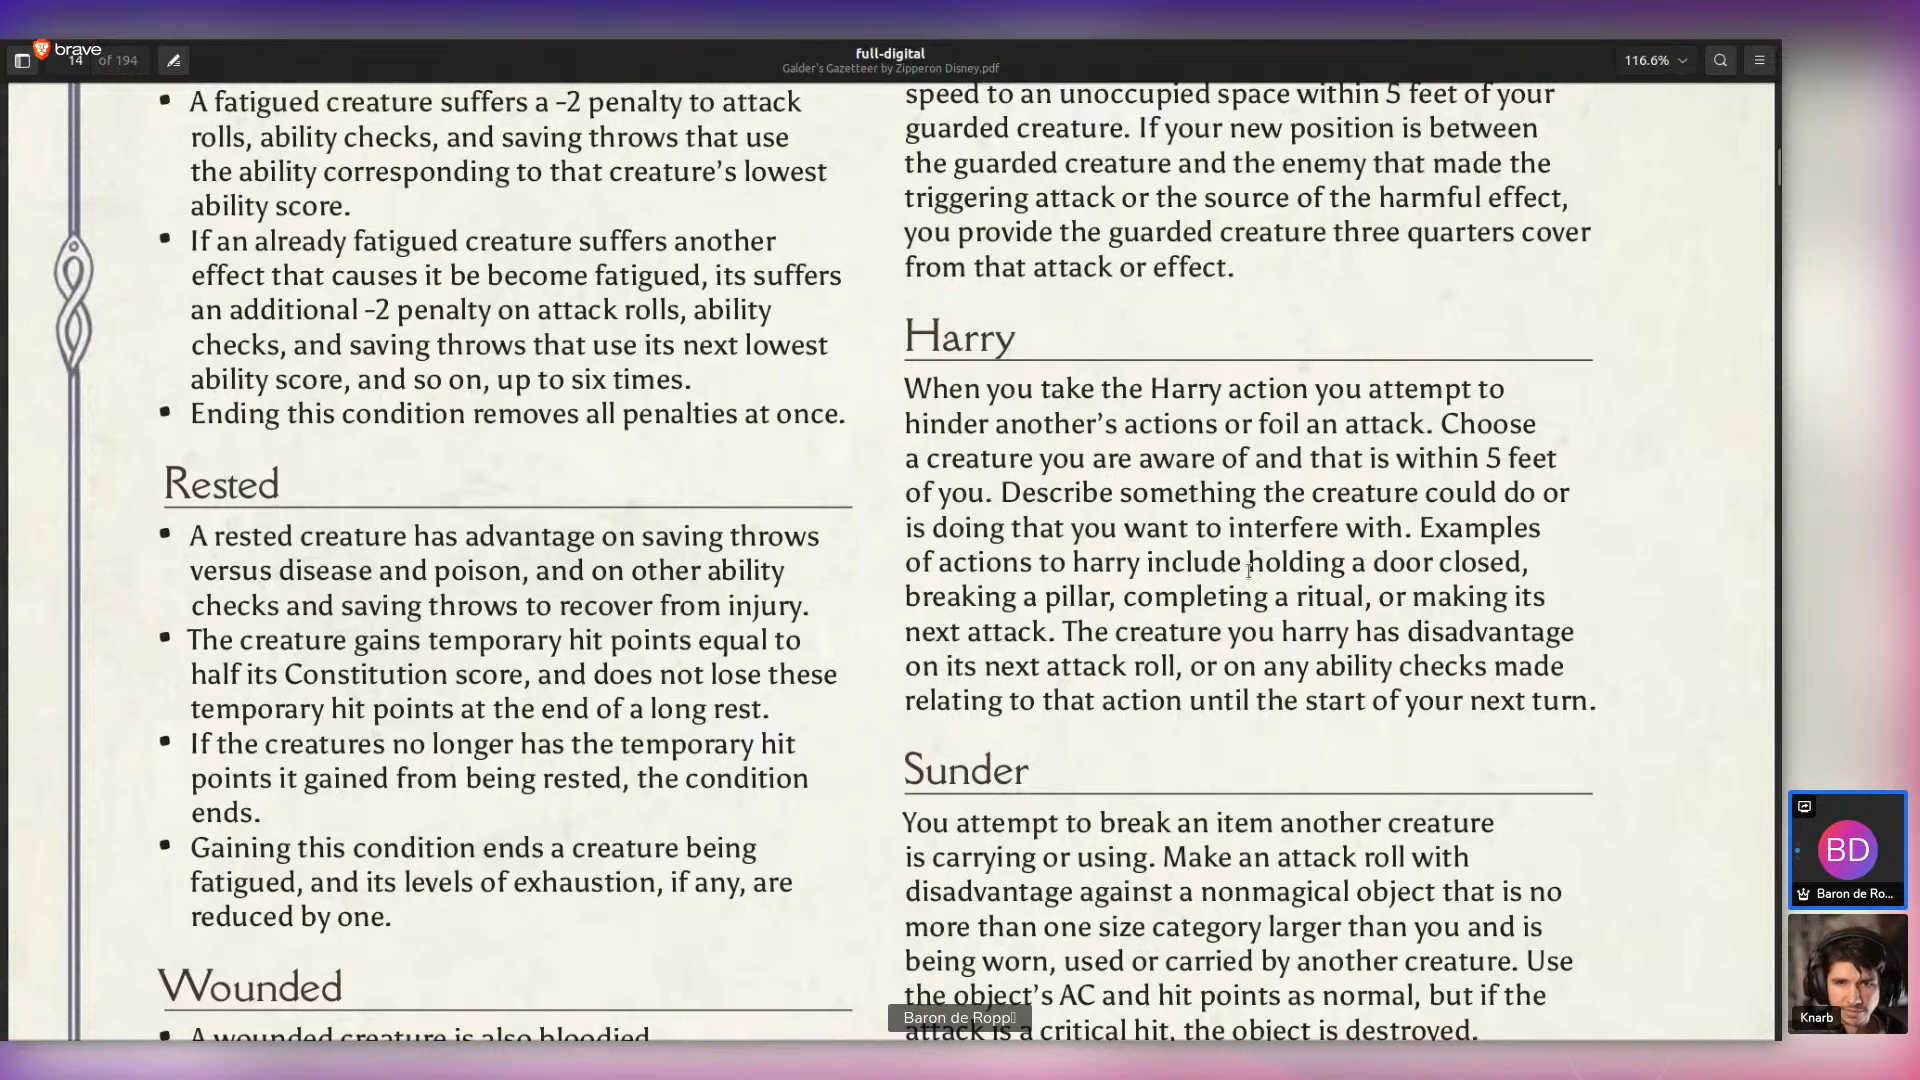 brave
14 of 194
full-digital
Galder's Gazetteer by Zipperon Disney.pdf
116.6%
A fatigued creature suffers a -2 penalty to attack
rolls, ability checks, and saving throws that use
the ability corresponding to that creature's lowest
ability score.
If an already fatigued creature suffers another
effect that causes it be become fatigued, its suffers
an additional -2 penalty on attack rolls, ability
checks, and saving throws that use its next lowest
ability score, and so on, up to six times.
Ending this condition removes all penalties at once.
Rested
A rested creature has advantage on saving throws
versus disease and poison, and on other ability
checks and saving throws to recover from injury.
The creature gains temporary hit points equal to
half its Constitution score, and does not lose these
temporary hit points at the end of a long rest.
If the creatures no longer has the temporary hit
points it gained from being rested, the condition
ends.
Gaining this condition ends a creature being
fatigued, and its levels of exhaustion, if any, are
reduced by one.
Wounded
A wounded creature is also bloodied.
speed to an unoccupied space within 5 feet of your
guarded creature. If your new position is between
the guarded creature and the enemy that made the
triggering attack or the source of the harmful effect,
you provide the guarded creature three quarters cover
from that attack or effect.
Harry
When you take the Harry action you attempt to
hinder another's actions or foil an attack. Choose
a creature you are aware of and that is within 5 feet
of you. Describe something the creature could do or
is doing that you want to interfere with. Examples
of actions to harry include holding a door closed,
breaking a pillar, completing a ritual, or making its
next attack. The creature you harry has disadvantage
on its next attack roll, or on any ability checks made
relating to that action until the start of your next turn.
Sunder
You attempt to break an item another creature
is carrying or using. Make an attack roll with
disadvantage against a nonmagical object that is no
more than one size category larger than you and is
being worn, used or carried by another creature. Use
the object's AC and hit points as normal, but if the
attack is a critical hit, the object is destroyed.
Baron de Ropp
BD
Baron de Ro...
Knarb